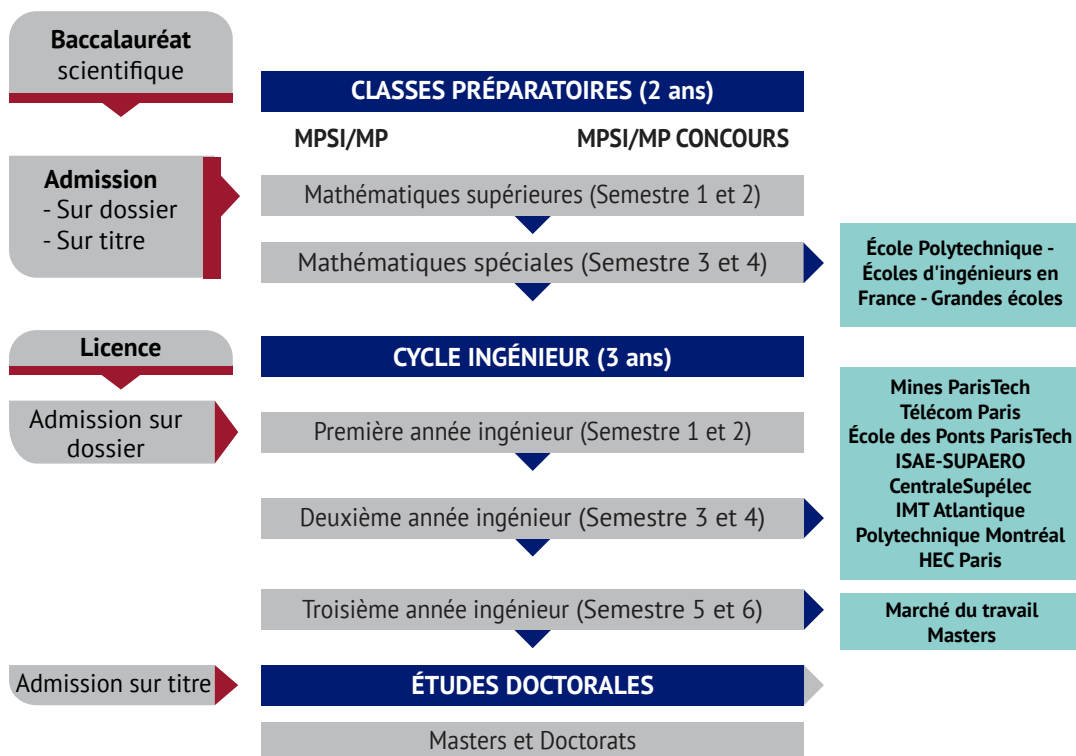 Baccalauréat
scientifique
CLASSES PRÉPARATOIRES (2 ans)
MPSI/MP
MPSI/MP CONCOURS
Admission
- Sur dossier
- Sur titre
Mathématiques supérieures (Semestre 1 et 2)
Mathématiques spéciales (Semestre 3 et 4)
École Polytechnique -
Écoles d'ingénieurs en
France - Grandes écoles
Licence
CYCLE INGÉNIEUR (3 ans)
Admission sur
dossier
Première année ingénieur (Semestre 1 et 2)
Deuxième année ingénieur (Semestre 3 et 4)
Mines ParisTech
Télécom Paris
École des Ponts ParisTech
ISAE-SUPAERO
CentraleSupélec
IMT Atlantique
Polytechnique Montréal
HEC Paris
Troisième année ingénieur (Semestre 5 et 6)
Marché du travail
Masters
Admission sur titre
ÉTUDES DOCTORALES
Masters et Doctorats